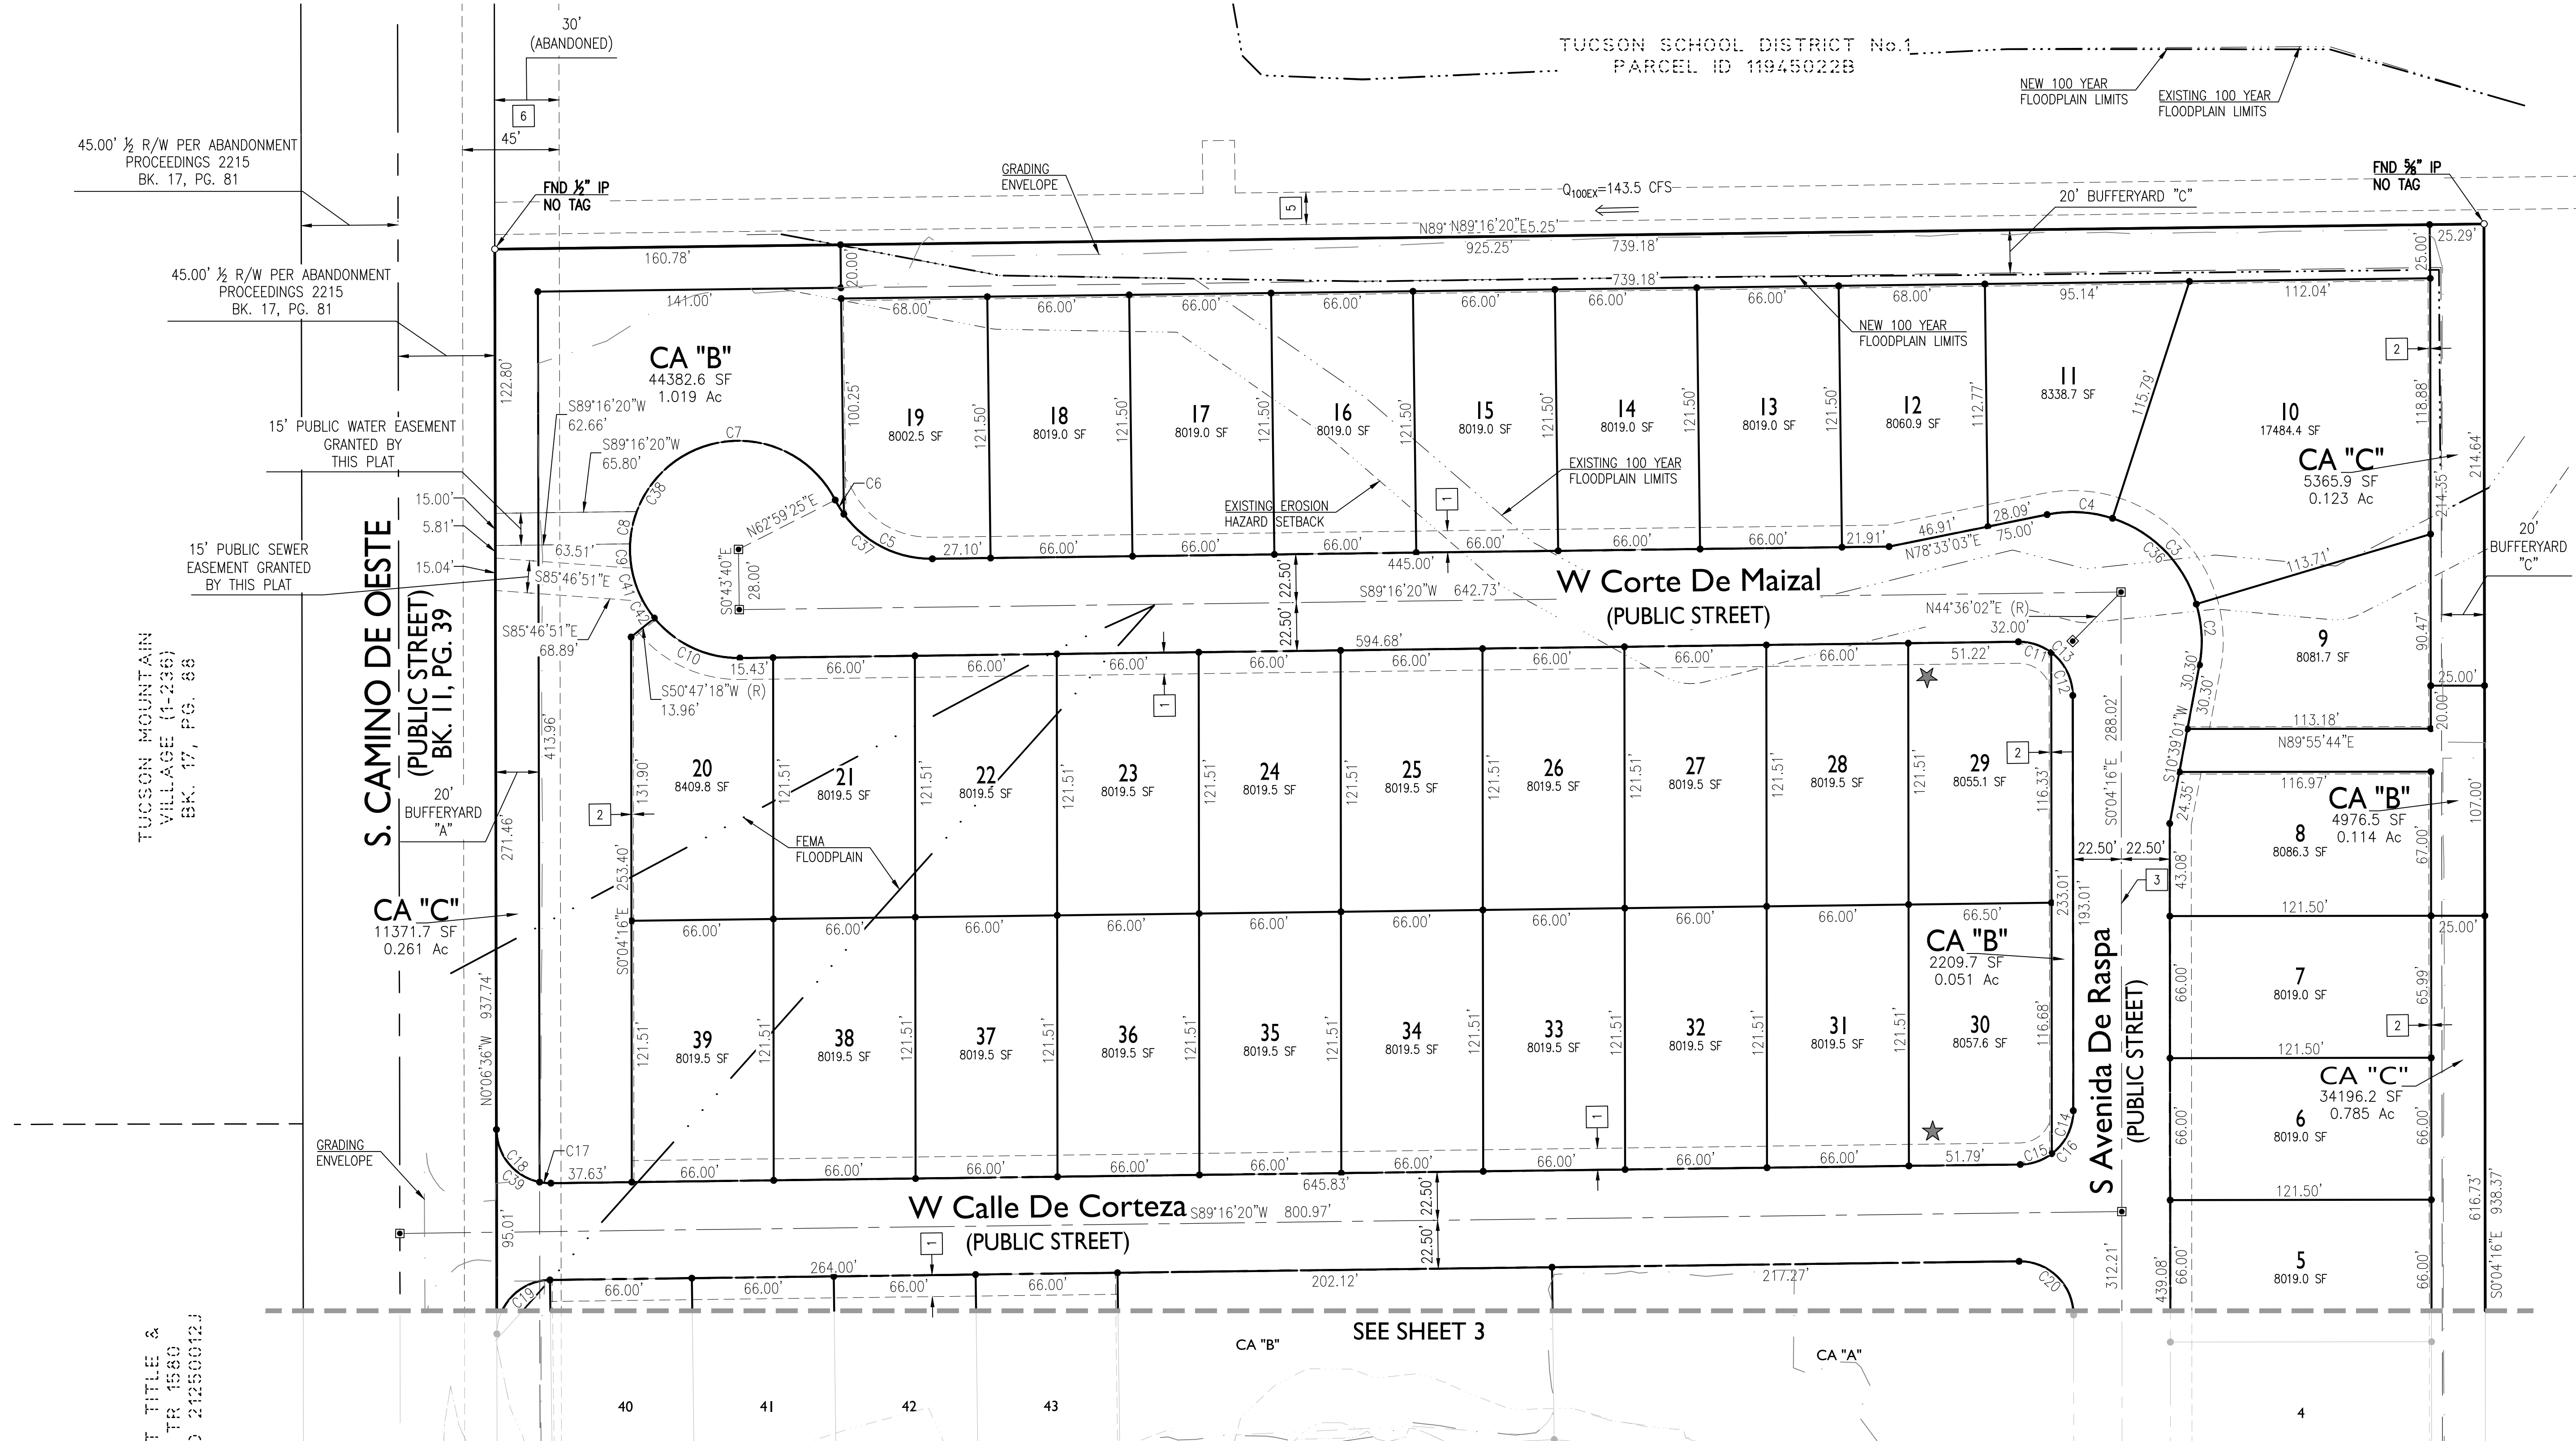 30'
(ABANDONED)
TUCSON SCHOOL DISTRICT No.1
PARCEL ID 11945022B
NEW 100 YEAR
FLOODPLAIN LIMITS
EXISTING 100 YEAR
FLOODPLAIN LIMITS
6
45'
45.00' ½ R/W PER ABANDONMENT
PROCEEDINGS 2215
BK. 17, PG. 81
FND ½" IP
NO TAG
GRADING
ENVELOPE
5
Q100EX=143.5 CFS
20' BUFFERYARD "C"
FND ⅝" IP
NO TAG
N89°16'20"E
925.25'
739.18'
739.18'
160.78'
20.00'
25.00'
25.29'
45.00' ½ R/W PER ABANDONMENT
PROCEEDINGS 2215
BK. 17, PG. 81
141.00'
68.00'
66.00'
66.00'
66.00'
66.00'
66.00'
66.00'
68.00'
95.14'
112.04'
NEW 100 YEAR
FLOODPLAIN LIMITS
122.80'
CA "B"
44382.6 SF
1.019 Ac
100.25'
19
8002.5 SF
121.50'
18
8019.0 SF
121.50'
17
8019.0 SF
121.50'
16
8019.0 SF
121.50'
15
8019.0 SF
121.50'
14
8019.0 SF
121.50'
13
8019.0 SF
121.50'
12
8060.9 SF
112.77'
11
8338.7 SF
115.79'
10
17484.4 SF
2
118.88'
CA "C"
5365.9 SF
0.123 Ac
214.64'
214.35'
S89°16'20"W
62.66'
S89°16'20"W
65.80'
15' PUBLIC WATER EASEMENT
GRANTED BY
THIS PLAT
15.00'
5.81'
15.04'
15' PUBLIC SEWER
EASEMENT GRANTED
BY THIS PLAT
63.51'
S85°46'51"E
S85°46'51"E
68.89'
C7
C38
C8
C9
C41
C42
C6
C5
C37
C10
N62°59'25"E
S0°43'40"E
28.00'
EXISTING EROSION
HAZARD SETBACK
EXISTING 100 YEAR
FLOODPLAIN LIMITS
1
27.10'
66.00'
66.00'
66.00'
66.00'
66.00'
66.00'
21.91'
445.00'
46.91'
28.09'
N78°33'03"E
75.00'
C4
C3
C36
C2
113.71'
20'
BUFFERYARD
"C"
22.50'
22.50'
S89°16'20"W 642.73'
W Corte De Maizal
(PUBLIC STREET)
N44°36'02"E (R)
32.00'
594.68'
S50°47'18"W (R)
13.96'
15.43'
66.00'
66.00'
66.00'
66.00'
66.00'
66.00'
66.00'
66.00'
51.22'
C11
C13
C12
1
9
8081.7 SF
90.47'
25.00'
20.00'
30.30'
30.30'
S10°39'01"W
24.35'
113.18'
N89°55'44"E
116.97'
S. CAMINO DE OESTE
(PUBLIC STREET)
BK. 11, PG. 39
TUCSON MOUNTAIN
VILLAGE (1-236)
BK. 17, PG. 88
20'
BUFFERYARD
"A"
413.96'
271.46'
2
131.90'
253.40'
S0°04'16"E
20
8409.8 SF
121.51'
21
8019.5 SF
121.51'
22
8019.5 SF
121.51'
23
8019.5 SF
121.51'
24
8019.5 SF
121.51'
25
8019.5 SF
121.51'
26
8019.5 SF
121.51'
27
8019.5 SF
121.51'
28
8019.5 SF
121.51'
29
8055.1 SF
2
116.33'
FEMA
FLOODPLAIN
S0°04'16"E 288.02'
22.50'
22.50'
3
43.08'
8
8086.3 SF
CA "B"
4976.5 SF
0.114 Ac
67.00'
107.00'
121.50'
25.00'
CA "C"
11371.7 SF
0.261 Ac
66.00'
66.00'
66.00'
66.00'
66.00'
66.00'
66.00'
66.00'
66.00'
66.50'
CA "B"
2209.7 SF
0.051 Ac
233.01'
193.01'
S Avenida De Raspa
(PUBLIC STREET)
66.00'
7
8019.0 SF
65.99'
2
121.50'
CA "C"
34196.2 SF
0.785 Ac
N0°06'36"W 937.74'
121.51'
39
8019.5 SF
121.51'
38
8019.5 SF
121.51'
37
8019.5 SF
121.51'
36
8019.5 SF
121.51'
35
8019.5 SF
121.51'
34
8019.5 SF
121.51'
33
8019.5 SF
121.51'
32
8019.5 SF
121.51'
31
8019.5 SF
121.51'
30
8057.6 SF
116.68'
66.00'
6
8019.0 SF
66.00'
121.50'
GRADING
ENVELOPE
C18
C39
C17
37.63'
66.00'
66.00'
66.00'
66.00'
66.00'
66.00'
66.00'
66.00'
66.00'
51.79'
C15
C14
C16
1
645.83'
W Calle De Corteza
(PUBLIC STREET)
S89°16'20"W 800.97'
22.50'
22.50'
95.01'
1
264.00'
66.00'
66.00'
66.00'
66.00'
202.12'
217.27'
C19
C20
312.21'
439.08'
66.00'
5
8019.0 SF
66.00'
616.73'
S0°04'16"E 938.37'
SEE SHEET 3
CA "B"
CA "A"
40
41
42
43
4
TITLE &
TR 1580